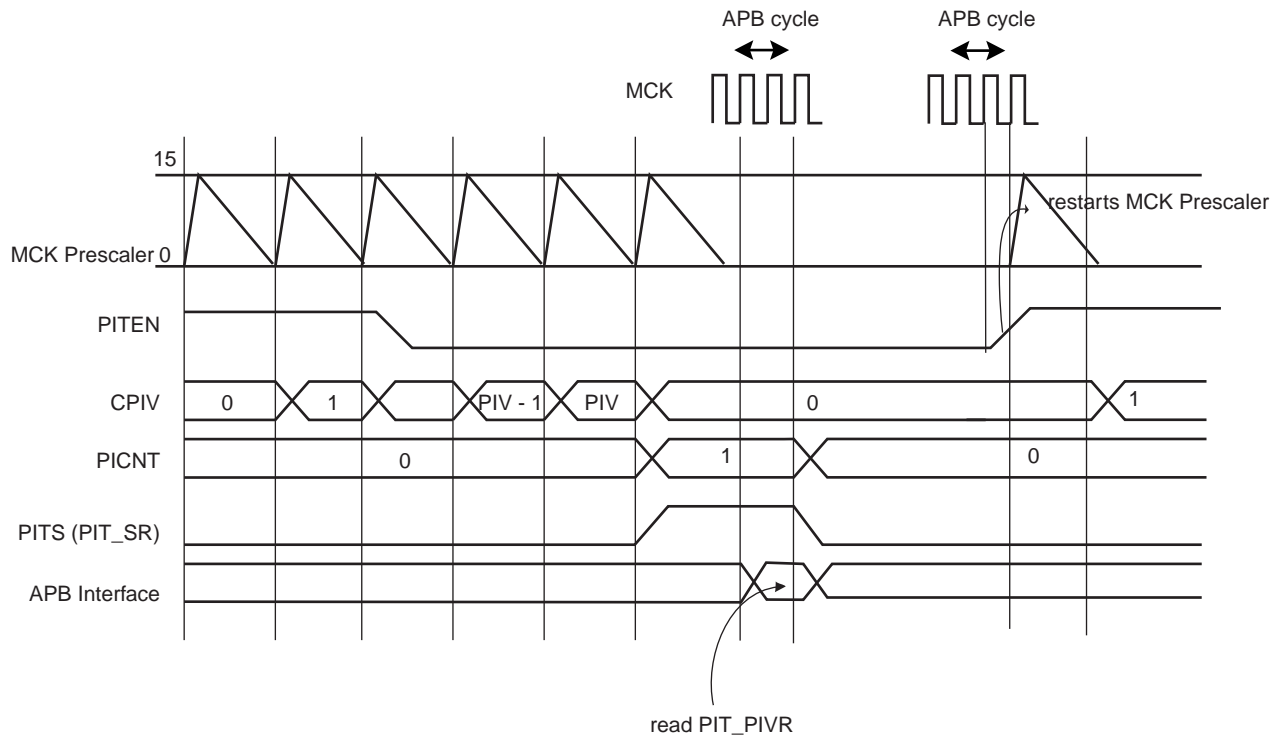 APB cycle
APB cycle
MCK
15
restarts MCK Prescaler
MCK Prescaler 0
PITEN
CPIV
0
1
PIV - 1
PIV
0
1
PICNT
0
1
0
PITS (PIT_SR)
APB Interface
read PIT_PIVR